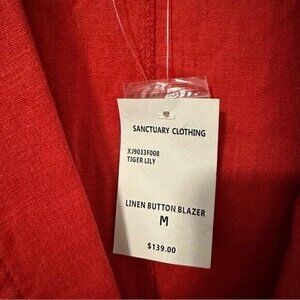 SANCTUARY CLOTHING
XJ9033F008
TIGER LILY
LINEN BUTTON BLAZER
M
$139.00